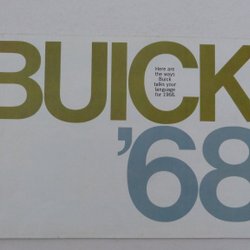 BUICK
Here are
the ways
Buick
talks your
language
for 1968.
'68